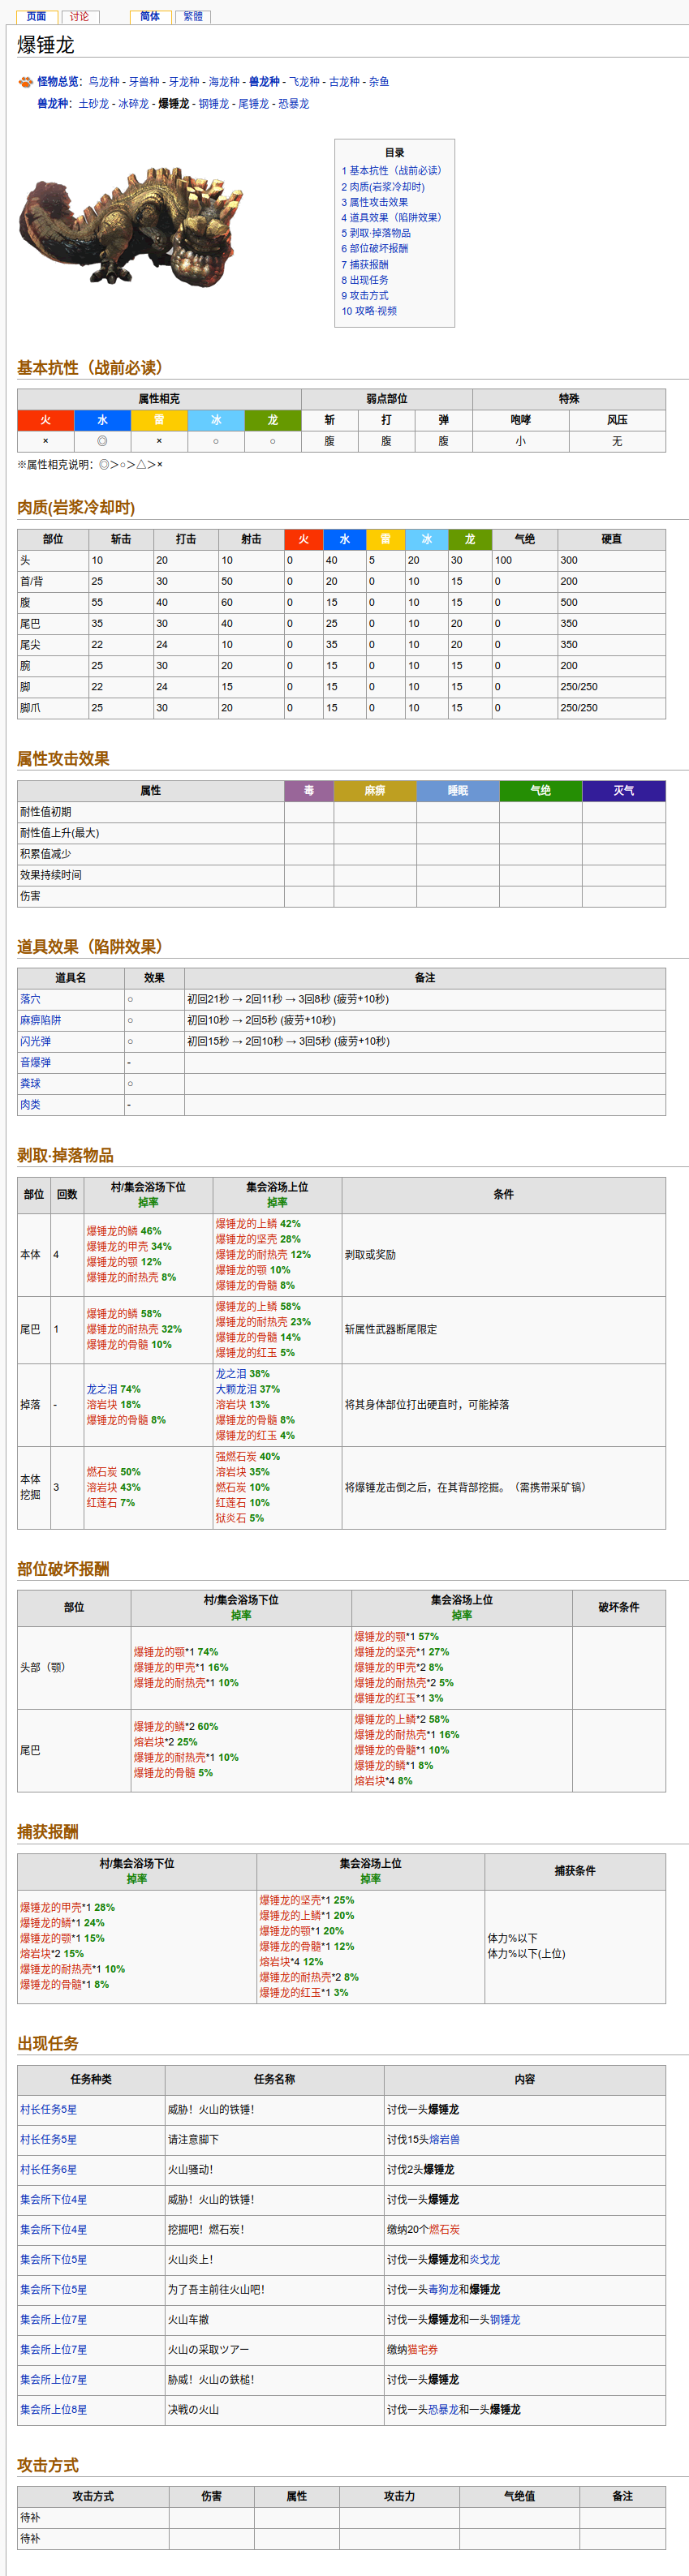 页面 讨论 简体 繁體
爆锤龙
怪物总览：鸟龙种 - 牙兽种 - 牙龙种 - 海龙种 - 兽龙种 - 飞龙种 - 古龙种 - 杂鱼
兽龙种：土砂龙 - 冰碎龙 - 爆锤龙 - 钢锤龙 - 尾锤龙 - 恐暴龙
目录
1 基本抗性（战前必读）
2 肉质(岩浆冷却时)
3 属性攻击效果
4 道具效果（陷阱效果）
5 剥取·掉落物品
6 部位破坏报酬
7 捕获报酬
8 出现任务
9 攻击方式
10 攻略·视频
基本抗性（战前必读）
属性相克 弱点部位 特殊
火 水 雷 冰 龙 斩 打 弹 咆哮 风压
× ◎ × ○ ○ 腹 腹 腹 小 无
※属性相克说明：◎＞○＞△＞×
肉质(岩浆冷却时)
部位 斩击 打击 射击 火 水 雷 冰 龙 气绝 硬直
头 10 20 10 0 40 5 20 30 100 300
首/背 25 30 50 0 20 0 10 15 0 200
腹 55 40 60 0 15 0 10 15 0 500
尾巴 35 30 40 0 25 0 10 20 0 350
尾尖 22 24 10 0 35 0 10 20 0 350
腕 25 30 20 0 15 0 10 15 0 200
脚 22 24 15 0 15 0 10 15 0 250/250
脚爪 25 30 20 0 15 0 10 15 0 250/250
属性攻击效果
属性 毒 麻痹 睡眠 气绝 灭气
耐性值初期
耐性值上升(最大)
积累值减少
效果持续时间
伤害
道具效果（陷阱效果）
道具名 效果 备注
落穴 ○ 初回21秒 → 2回11秒 → 3回8秒 (疲劳+10秒)
麻痹陷阱 ○ 初回10秒 → 2回5秒 (疲劳+10秒)
闪光弹 ○ 初回15秒 → 2回10秒 → 3回5秒 (疲劳+10秒)
音爆弹 -
粪球 ○
肉类 -
剥取·掉落物品
部位 回数 村/集会浴场下位 集会浴场上位 条件
掉率 掉率
本体 4 剥取或奖励
爆锤龙的鳞 46%
爆锤龙的甲壳 34%
爆锤龙的颚 12%
爆锤龙的耐热壳 8%
爆锤龙的上鳞 42%
爆锤龙的坚壳 28%
爆锤龙的耐热壳 12%
爆锤龙的颚 10%
爆锤龙的骨髓 8%
尾巴 1 斩属性武器断尾限定
爆锤龙的鳞 58%
爆锤龙的耐热壳 32%
爆锤龙的骨髓 10%
爆锤龙的上鳞 58%
爆锤龙的耐热壳 23%
爆锤龙的骨髓 14%
爆锤龙的红玉 5%
掉落 - 将其身体部位打出硬直时，可能掉落
龙之泪 74%
溶岩块 18%
爆锤龙的骨髓 8%
龙之泪 38%
大颗龙泪 37%
溶岩块 13%
爆锤龙的骨髓 8%
爆锤龙的红玉 4%
本体
挖掘 3 将爆锤龙击倒之后，在其背部挖掘。（需携带采矿镐）
燃石炭 50%
溶岩块 43%
红莲石 7%
强燃石炭 40%
溶岩块 35%
燃石炭 10%
红莲石 10%
狱炎石 5%
部位破坏报酬
部位 村/集会浴场下位 集会浴场上位 破坏条件
掉率 掉率
头部（颚）
爆锤龙的颚*1 74%
爆锤龙的甲壳*1 16%
爆锤龙的耐热壳*1 10%
爆锤龙的颚*1 57%
爆锤龙的坚壳*1 27%
爆锤龙的甲壳*2 8%
爆锤龙的耐热壳*2 5%
爆锤龙的红玉*1 3%
尾巴
爆锤龙的鳞*2 60%
熔岩块*2 25%
爆锤龙的耐热壳*1 10%
爆锤龙的骨髓 5%
爆锤龙的上鳞*2 58%
爆锤龙的耐热壳*1 16%
爆锤龙的骨髓*1 10%
爆锤龙的鳞*1 8%
熔岩块*4 8%
捕获报酬
村/集会浴场下位 集会浴场上位 捕获条件
掉率 掉率
爆锤龙的甲壳*1 28%
爆锤龙的鳞*1 24%
爆锤龙的颚*1 15%
熔岩块*2 15%
爆锤龙的耐热壳*1 10%
爆锤龙的骨髓*1 8%
爆锤龙的坚壳*1 25%
爆锤龙的上鳞*1 20%
爆锤龙的颚*1 20%
爆锤龙的骨髓*1 12%
熔岩块*4 12%
爆锤龙的耐热壳*2 8%
爆锤龙的红玉*1 3%
体力%以下
体力%以下(上位)
出现任务
任务种类 任务名称 内容
村长任务5星 威胁！火山的铁锤！ 讨伐一头爆锤龙
村长任务5星 请注意脚下 讨伐15头熔岩兽
村长任务6星 火山骚动！ 讨伐2头爆锤龙
集会所下位4星 威胁！火山的铁锤！ 讨伐一头爆锤龙
集会所下位4星 挖掘吧！燃石炭！ 缴纳20个燃石炭
集会所下位5星 火山炎上！ 讨伐一头爆锤龙和炎戈龙
集会所下位5星 为了吾主前往火山吧！ 讨伐一头毒狗龙和爆锤龙
集会所上位7星 火山车撤 讨伐一头爆锤龙和一头钢锤龙
集会所上位7星 火山の采取ツアー 缴纳猫宅券
集会所上位7星 胁威！火山の鉄槌！ 讨伐一头爆锤龙
集会所上位8星 决戦の火山 讨伐一头恐暴龙和一头爆锤龙
攻击方式
攻击方式 伤害 属性 攻击力 气绝值 备注
待补
待补